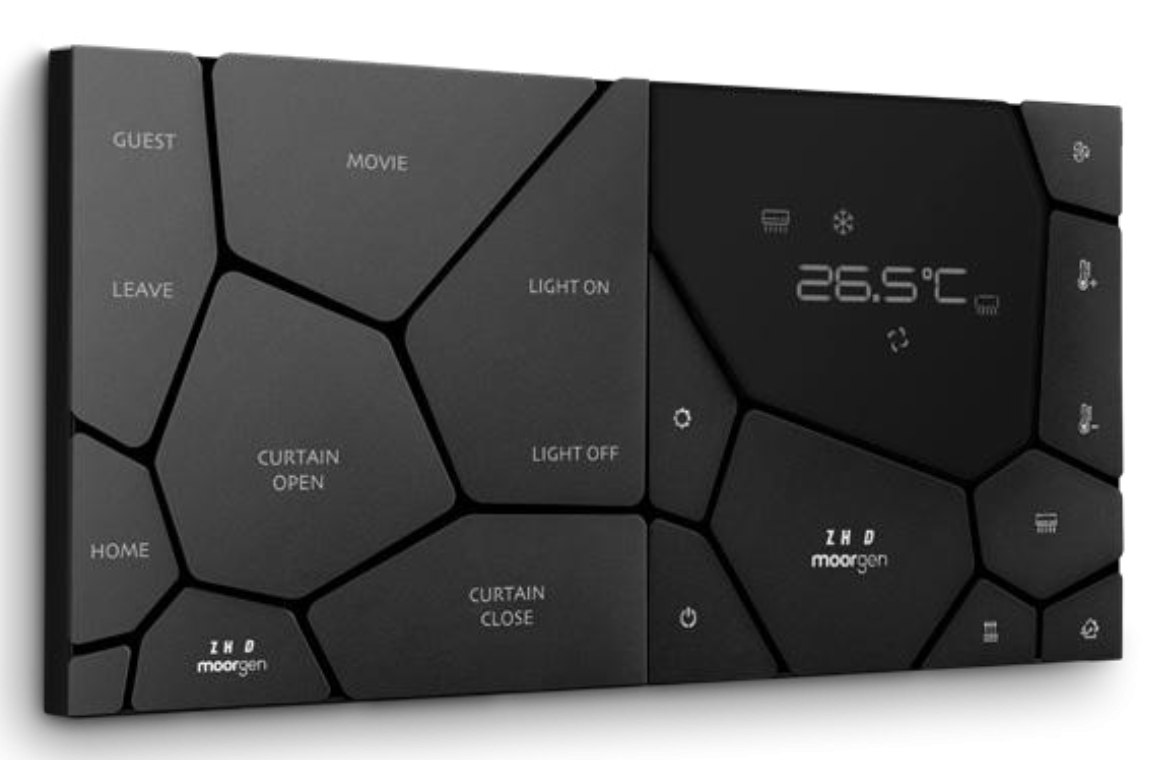 GUEST
MOVIE
LEAVE
LIGHT ON
26.5°C
LIGHT OFF
CURTAIN
OPEN
HOME
CURTAIN
CLOSE
ZHD
moorgen
ZHD
moorgen